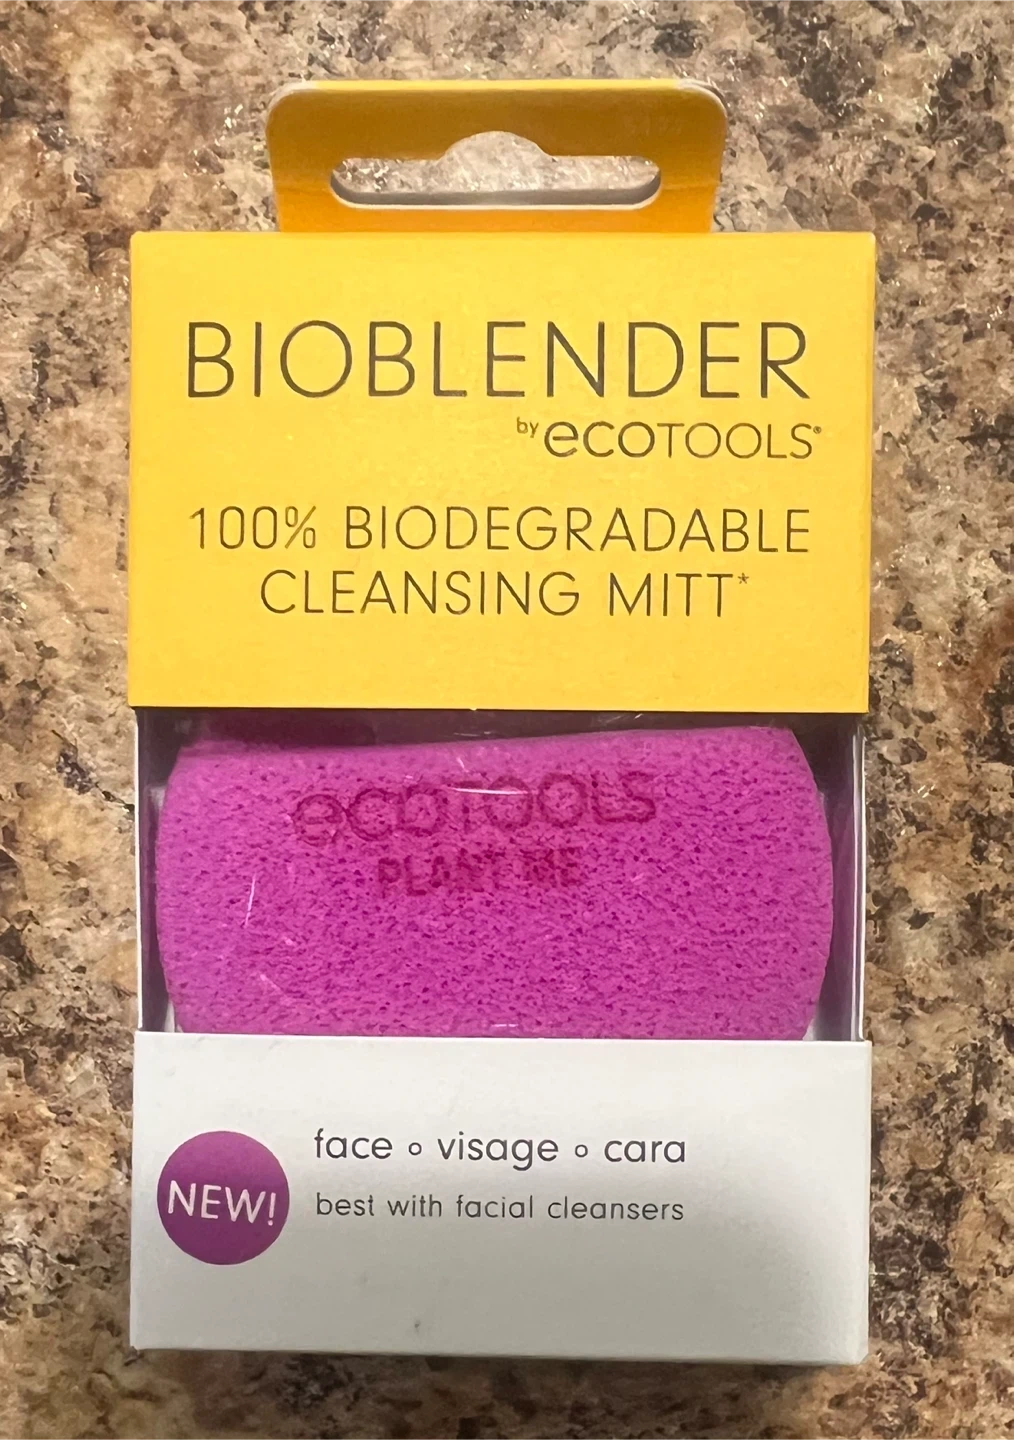 BIOBLENDER
by ecoTOOLS®
100% BIODEGRADABLE
CLEANSING MITT*
ecoTOOLS
PLANT ME
face o visage o cara
NEW!
best with facial cleansers